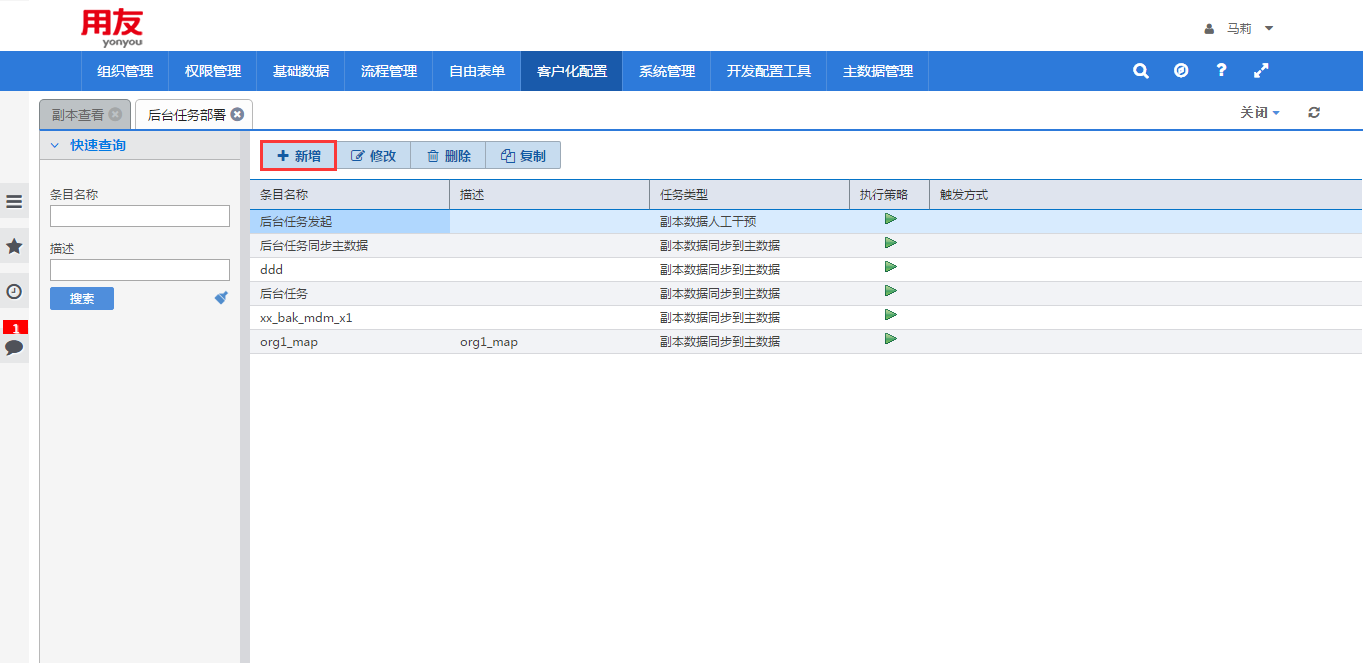 用友
yonyou
马莉
组织管理 权限管理 基础数据 流程管理 自由表单 客户化配置 系统管理 开发配置工具 主数据管理
副本查看 后台任务部署 关闭
快速查询
新增 修改 删除 复制
条目名称
描述
搜索
1
条目名称 描述 任务类型 执行策略 触发方式
后台任务发起 副本数据人工干预
后台任务同步主数据 副本数据同步到主数据
ddd 副本数据同步到主数据
后台任务 副本数据同步到主数据
xx_bak_mdm_x1 副本数据同步到主数据
org1_map org1_map 副本数据同步到主数据